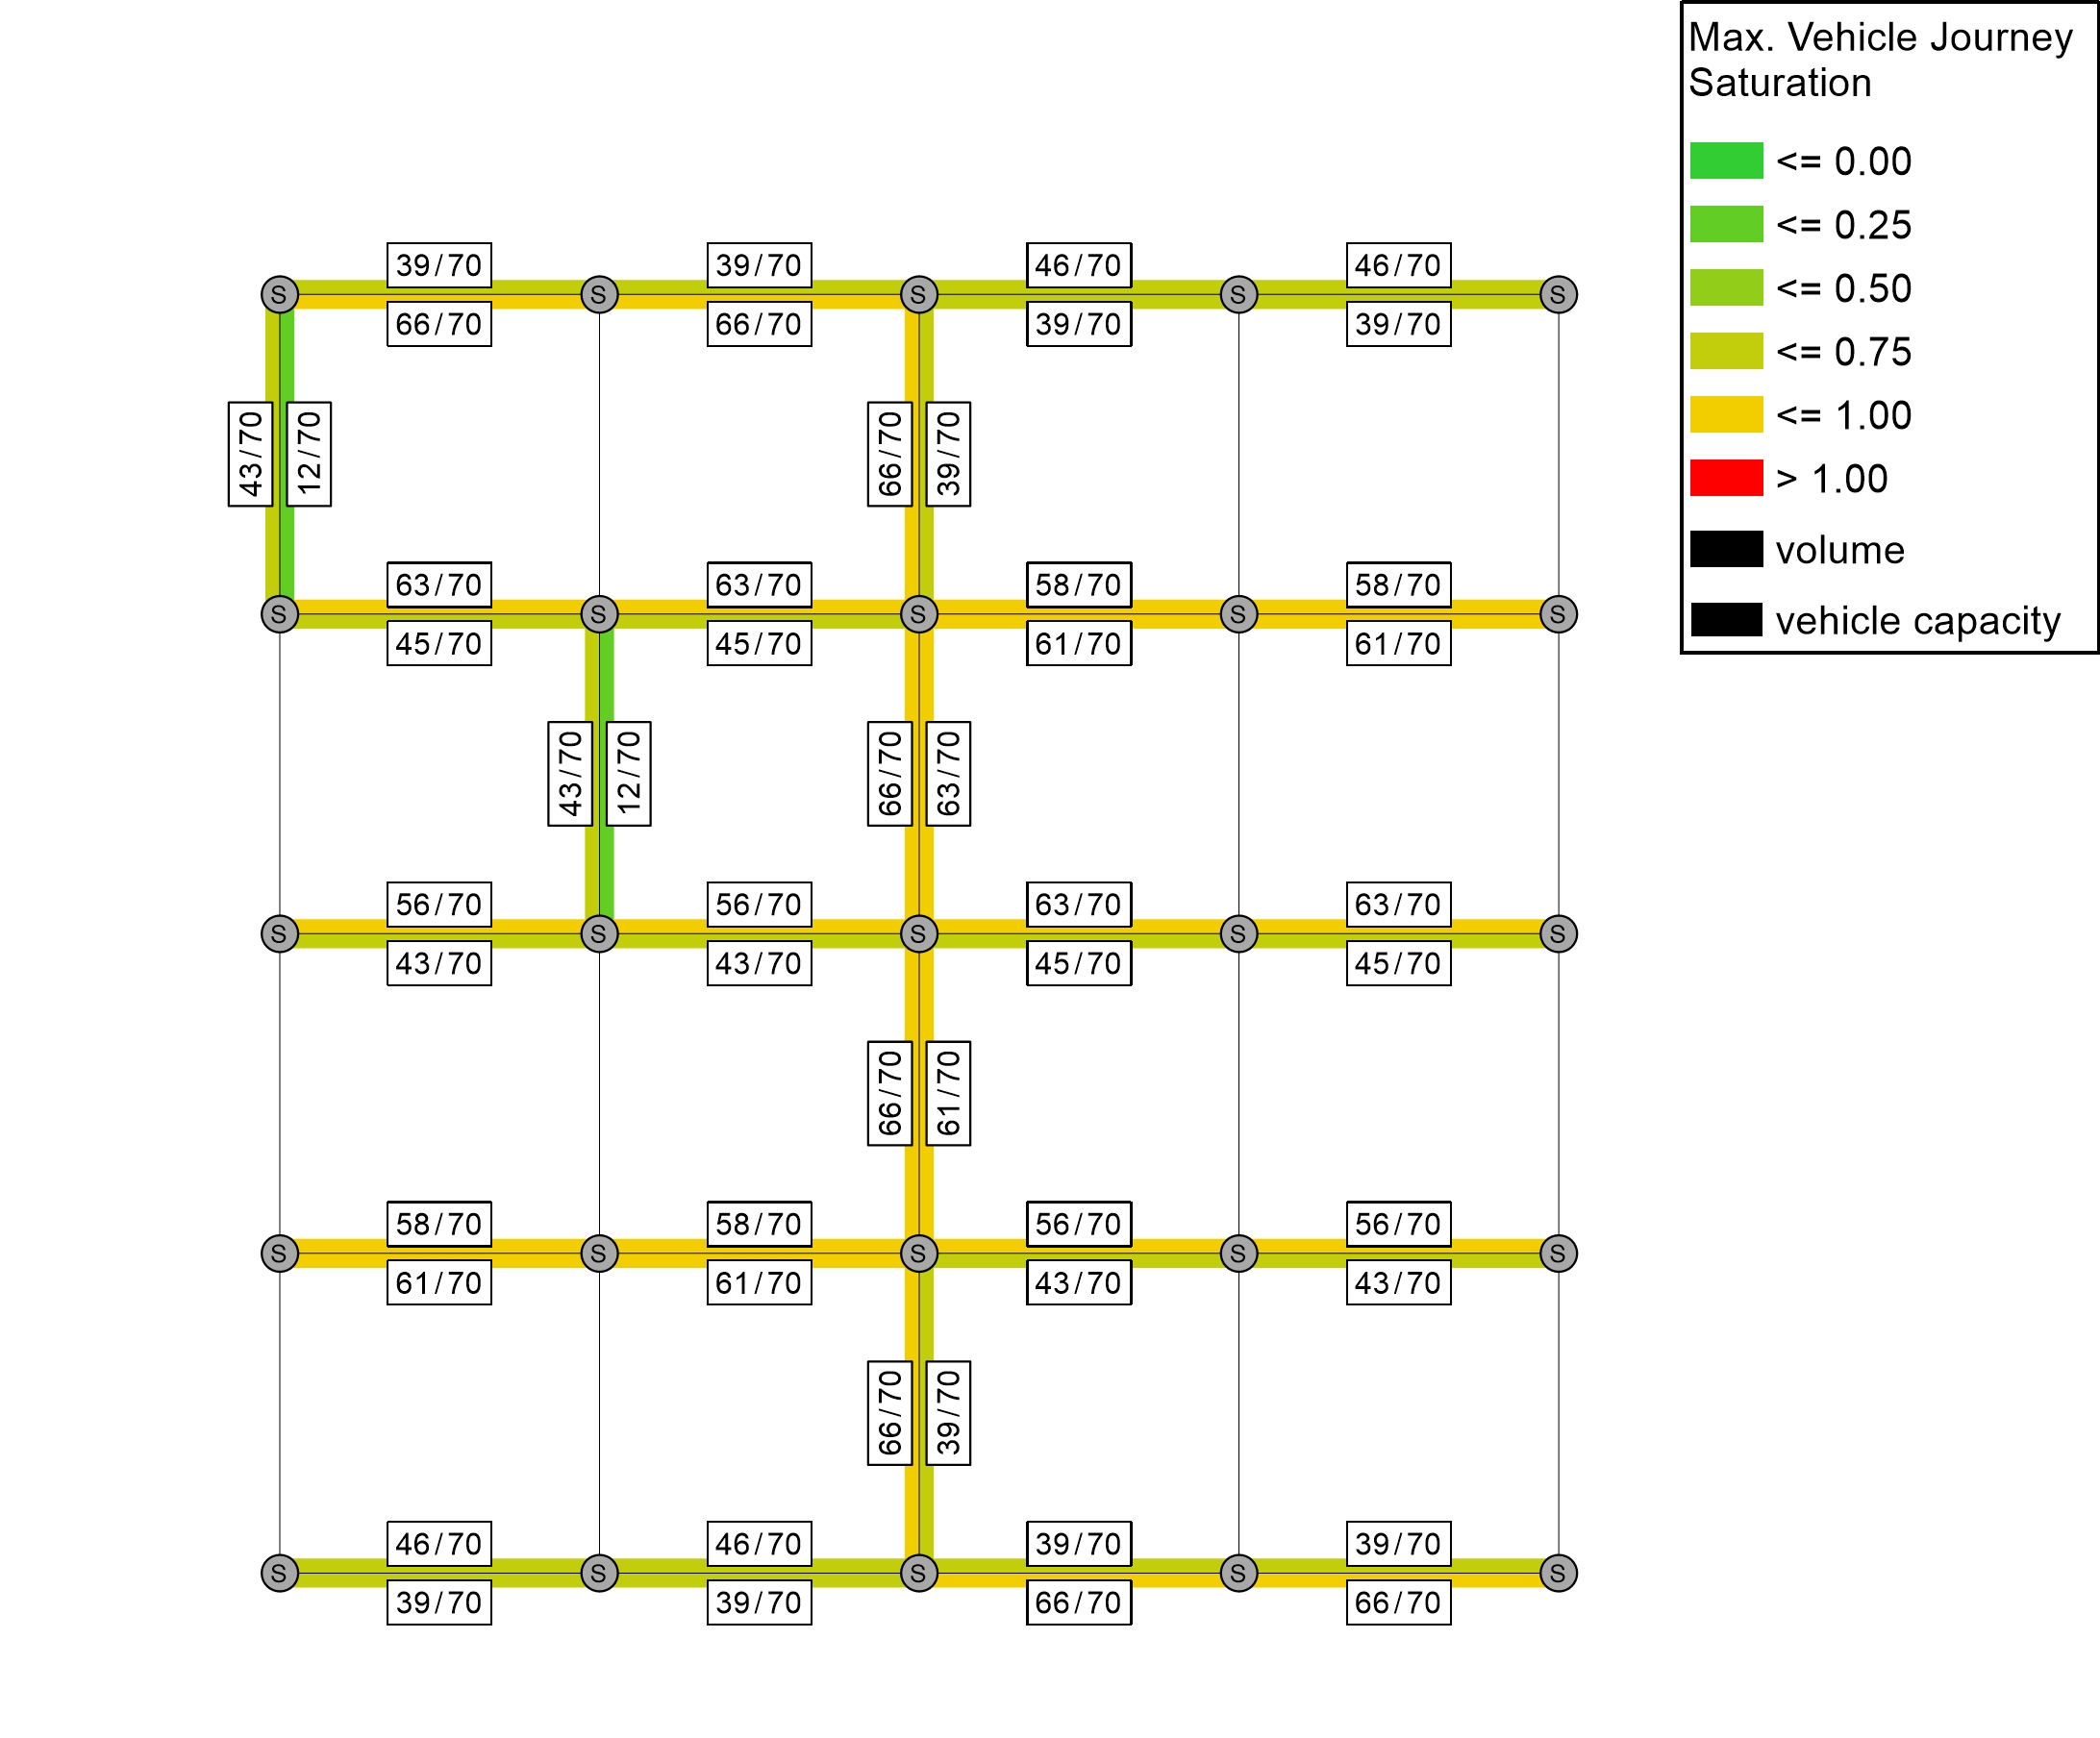 Max. Vehicle Journey
Saturation
<= 0.00
<= 0.25
<= 0.50
<= 0.75
<= 1.00
> 1.00
volume
vehicle capacity
39/70 39/70 46/70 46/70
S S S S S
66/70 66/70 39/70 39/70
43/70 12/70 66/70 39/70
63/70 63/70 58/70 58/70
S S S S S
45/70 45/70 61/70 61/70
43/70 12/70 66/70 63/70
56/70 56/70 63/70 63/70
S S S S S
43/70 43/70 45/70 45/70
66/70 61/70
58/70 58/70 56/70 56/70
S S S S S
61/70 61/70 43/70 43/70
66/70 39/70
46/70 46/70 39/70 39/70
S S S S S
39/70 39/70 66/70 66/70